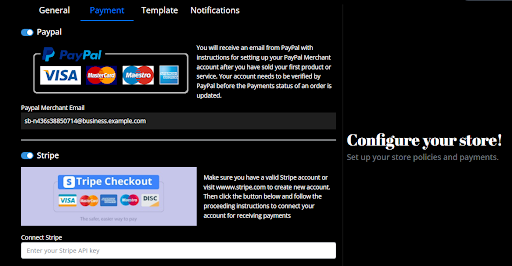 General Payment Template Notifications
Paypal
PayPal
VISA MasterCard Maestro AMERICAN EXPRESS
You will receive an email from PayPal with
instructions for setting up your PayPal Merchant
account after you have sold your first product or
service. Your account needs to be verified by
PayPal before the Payments status of an order is
updated.
Paypal Merchant Email
sb-n436s38850714@business.example.com
Configure your store!
Set up your store policies and payments.
Stripe
STripe Checkout
VISA MasterCard Maestro DISC
The safer, easier way to pay
Make sure you have a valid Stripe account or
visit wwww.stripe.com to create new account.
Then click the button below and follow the
proceeding instructions to connect your
account for receiving payments
Connect Stripe
Enter your Stripe API key